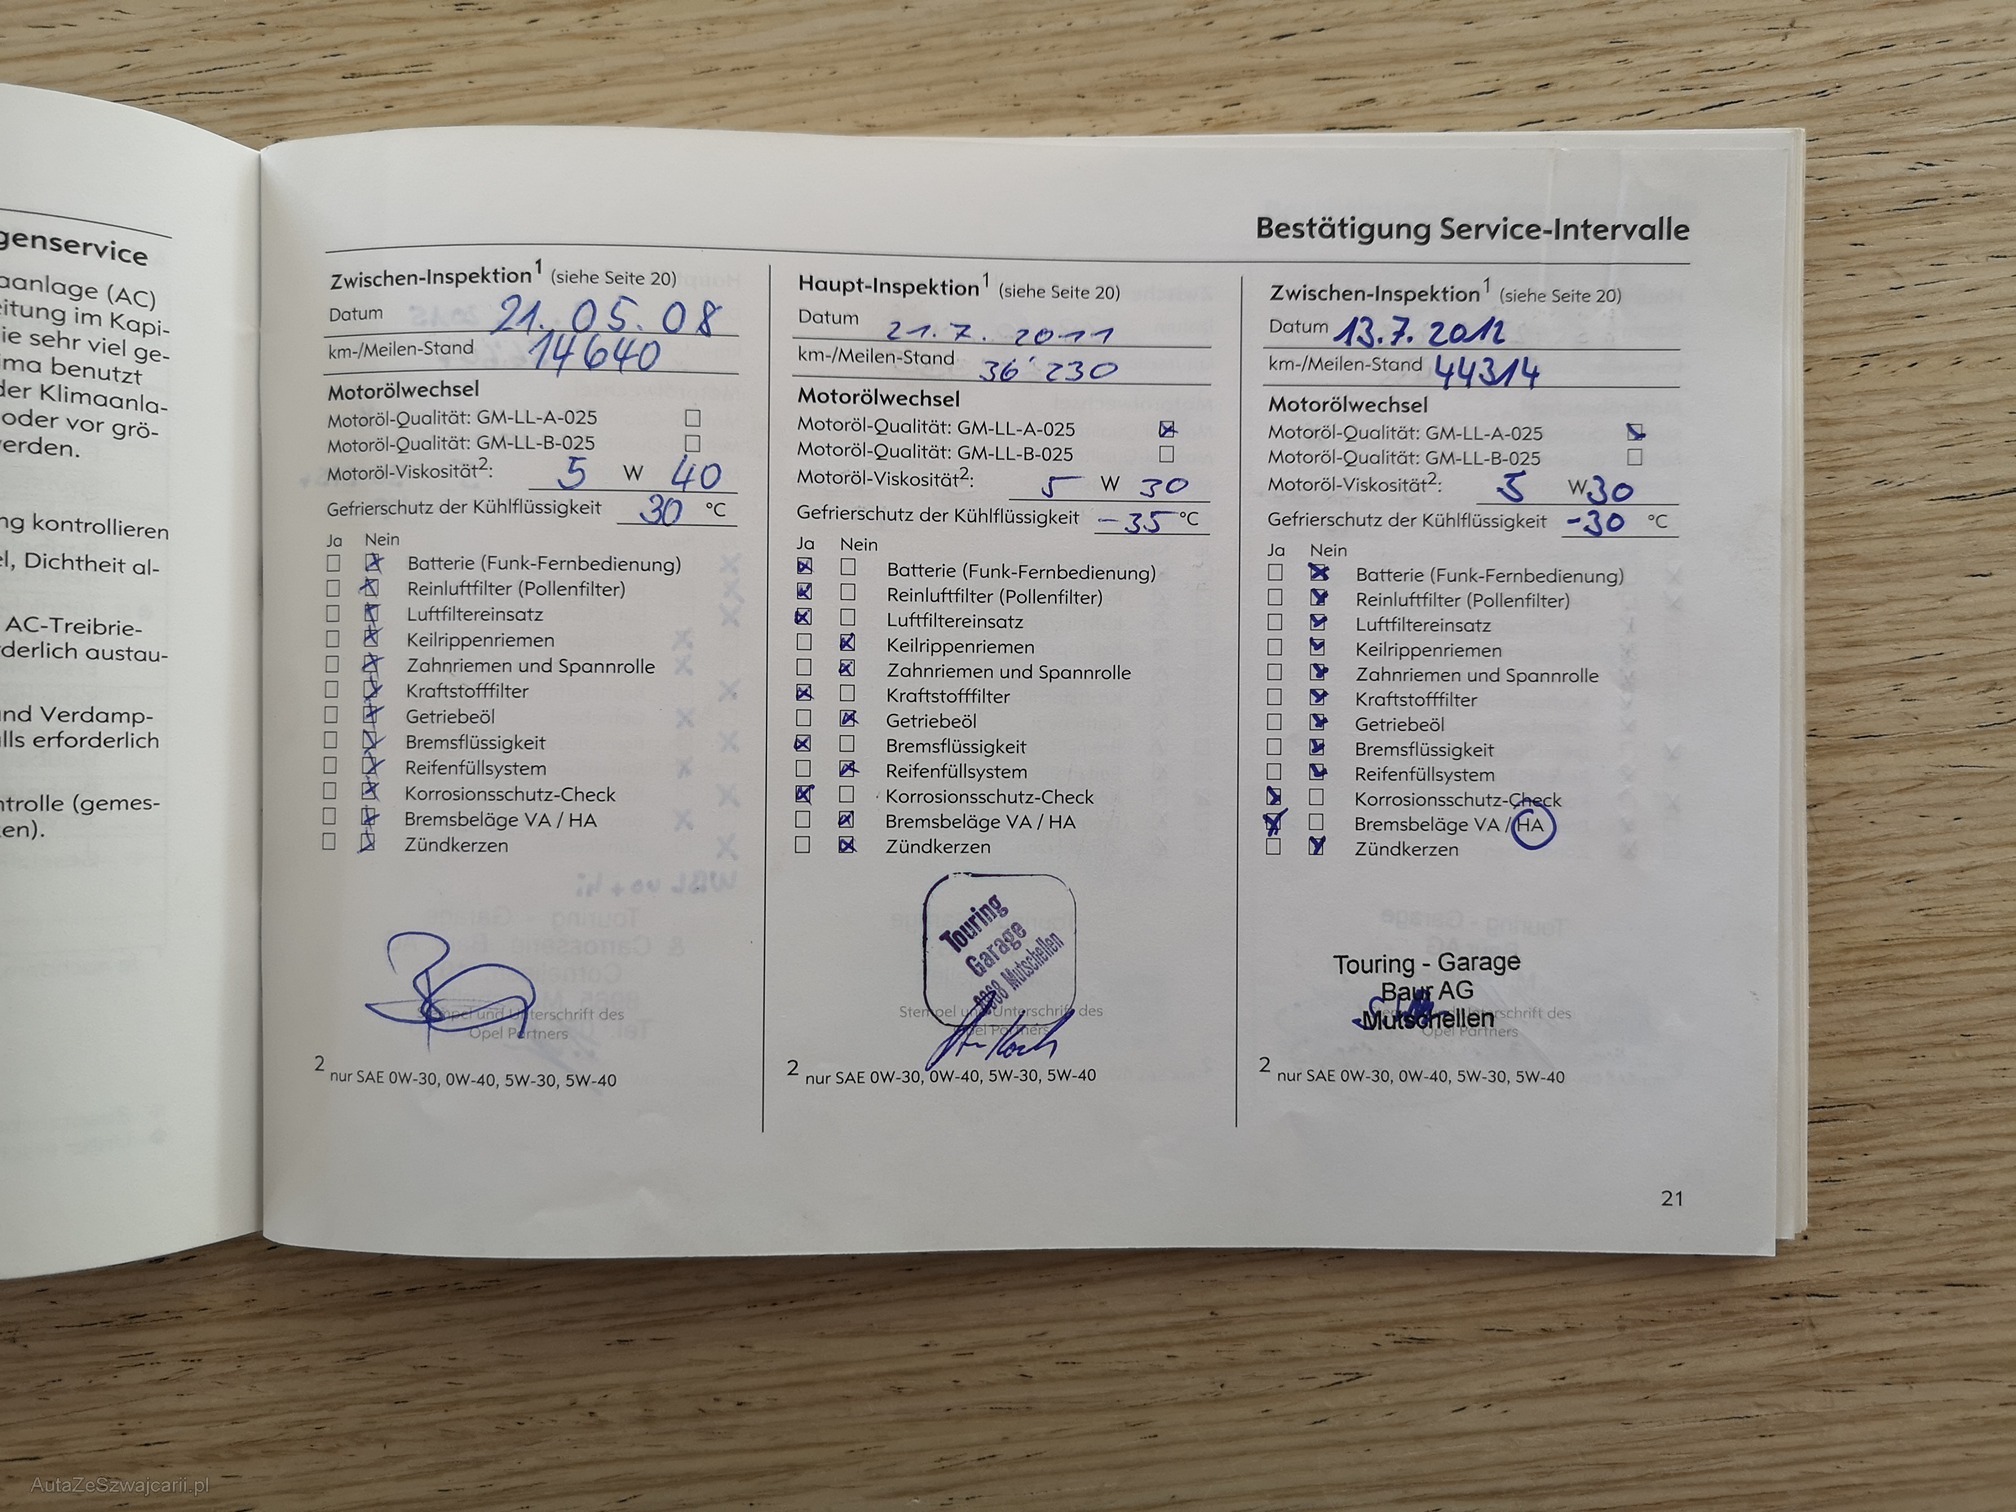 genservice
aanlage (AC)
eitung im Kapi-
ie sehr viel ge-
ima benutzt
der Klimaanla-
oder vor grö-
verden.
ng kontrollieren
el, Dichtheit al-
AC-Treibrie-
derlich austau-
und Verdamp-
lls erforderlich
ntrolle (gemes-
en).
Bestätigung Service-Intervalle
Zwischen-Inspektion1 (siehe Seite 20)
Datum 21.05.08
km-/Meilen-Stand 14640
Motorölwechsel
Motoröl-Qualität: GM-LL-A-025
Motoröl-Qualität: GM-LL-B-025
Motoröl-Viskosität2: 5 W 40
Gefrierschutz der Kühlflüssigkeit 30 °C
Ja Nein
Batterie (Funk-Fernbedienung)
Reinluftfilter (Pollenfilter)
Luftfiltereinsatz
Keilrippenriemen
Zahnriemen und Spannrolle
Kraftstofffilter
Getriebeöl
Bremsflüssigkeit
Reifenfüllsystem
Korrosionsschutz-Check
Bremsbeläge VA / HA
Zündkerzen
Stempel und Unterschrift des
Opel Partners
2 nur SAE 0W-30, 0W-40, 5W-30, 5W-40
Haupt-Inspektion1 (siehe Seite 20)
Datum 21.7.2011
km-/Meilen-Stand 36'230
Motorölwechsel
Motoröl-Qualität: GM-LL-A-025
Motoröl-Qualität: GM-LL-B-025
Motoröl-Viskosität2: 5 W 30
Gefrierschutz der Kühlflüssigkeit -35 °C
Ja Nein
Batterie (Funk-Fernbedienung)
Reinluftfilter (Pollenfilter)
Luftfiltereinsatz
Keilrippenriemen
Zahnriemen und Spannrolle
Kraftstofffilter
Getriebeöl
Bremsflüssigkeit
Reifenfüllsystem
Korrosionsschutz-Check
Bremsbeläge VA / HA
Zündkerzen
Touring
Garage
Mutschellen
Stempel und Unterschrift des
Opel Partners
2 nur SAE 0W-30, 0W-40, 5W-30, 5W-40
Zwischen-Inspektion1 (siehe Seite 20)
Datum 13.7.2012
km-/Meilen-Stand 44314
Motorölwechsel
Motoröl-Qualität: GM-LL-A-025
Motoröl-Qualität: GM-LL-B-025
Motoröl-Viskosität2: 5 W 30
Gefrierschutz der Kühlflüssigkeit -30 °C
Ja Nein
Batterie (Funk-Fernbedienung)
Reinluftfilter (Pollenfilter)
Luftfiltereinsatz
Keilrippenriemen
Zahnriemen und Spannrolle
Kraftstofffilter
Getriebeöl
Bremsflüssigkeit
Reifenfüllsystem
Korrosionsschutz-Check
Bremsbeläge VA / HA
Zündkerzen
Touring - Garage
Baur AG
Mutschellen
Unterschrift des
Opel Partners
2 nur SAE 0W-30, 0W-40, 5W-30, 5W-40
21
AutaZeSzwajcarii.pl